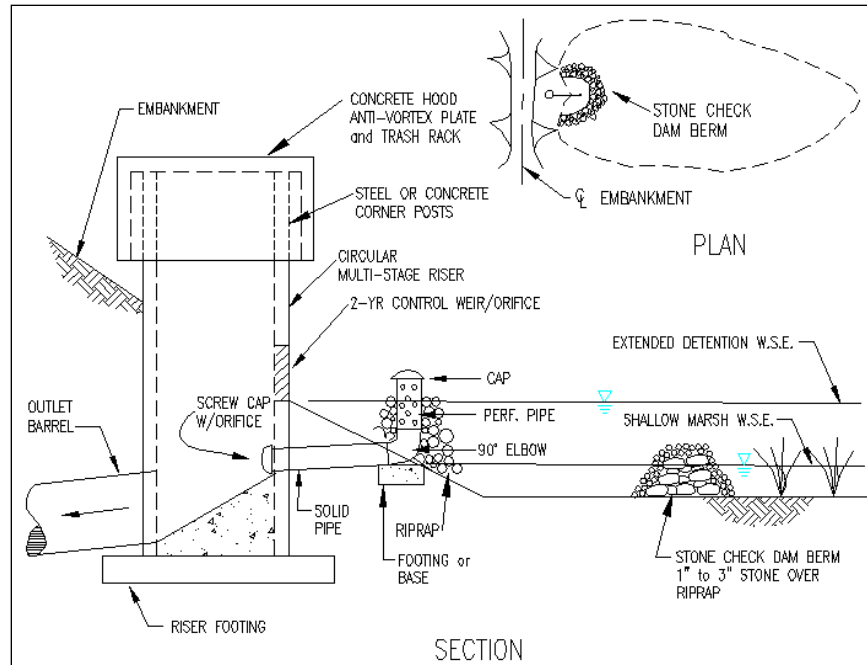 EMBANKMENT
CONCRETE HOOD
ANTI-VORTEX PLATE
and TRASH RACK
STONE CHECK
DAM BERM
STEEL OR CONCRETE
CORNER POSTS
℄ EMBANKMENT
PLAN
CIRCULAR
MULTI-STAGE RISER
2-YR CONTROL WEIR/ORIFICE
EXTENDED DETENTION W.S.E.
CAP
SCREW CAP
W/ORIFICE
OUTLET
BARREL
PERF. PIPE
SHALLOW MARSH W.S.E.
90° ELBOW
SOLID
PIPE
RIPRAP
FOOTING or
BASE
STONE CHECK DAM BERM
1" to 3" STONE OVER
RIPRAP
RISER FOOTING
SECTION